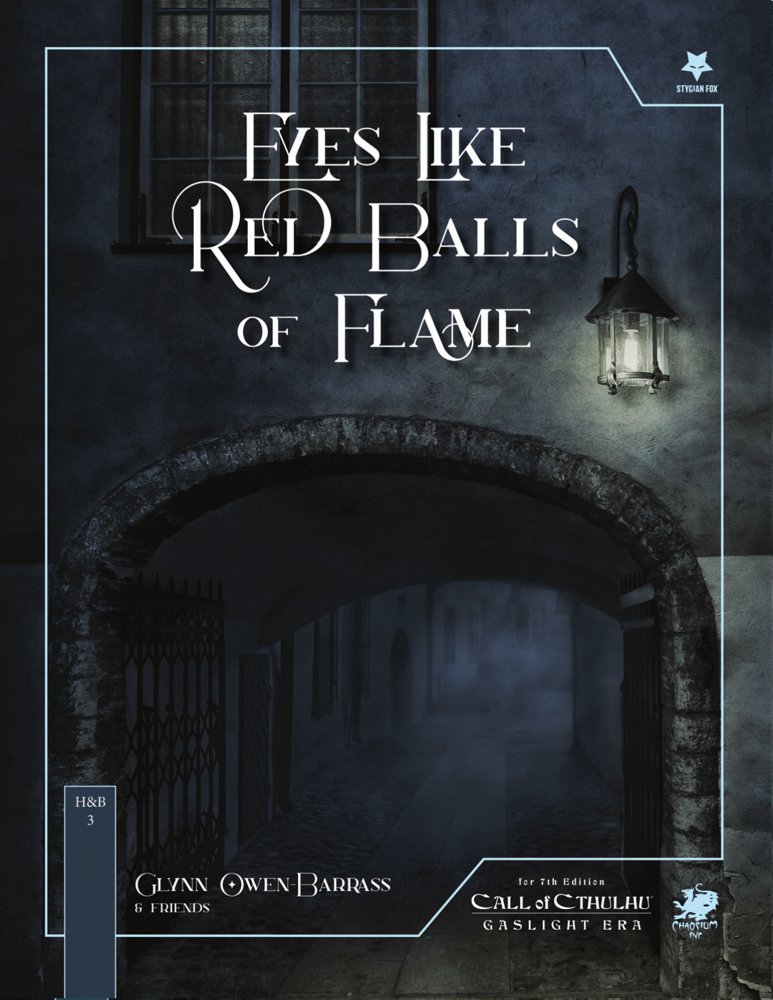 STYGIAN FOX
EYES LIKE
RED BALLS
OF FLAME
H&B
3
GLYNN OWEN-BARRASS
& FRIENDS
for 7th Edition
CALL of CTHULHU™
GASLIGHT ERA
CHAOSIUM
INC